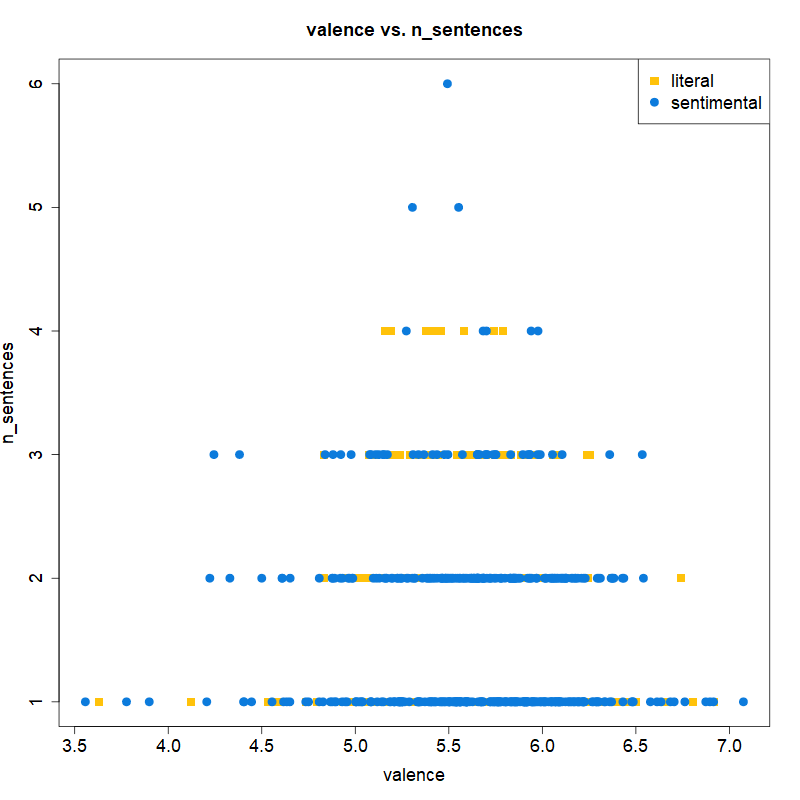 valence vs. n_sentences
literal
sentimental
n_sentences
6
5
4
3
2
1
3.5 4.0 4.5 5.0 5.5 6.0 6.5 7.0
valence